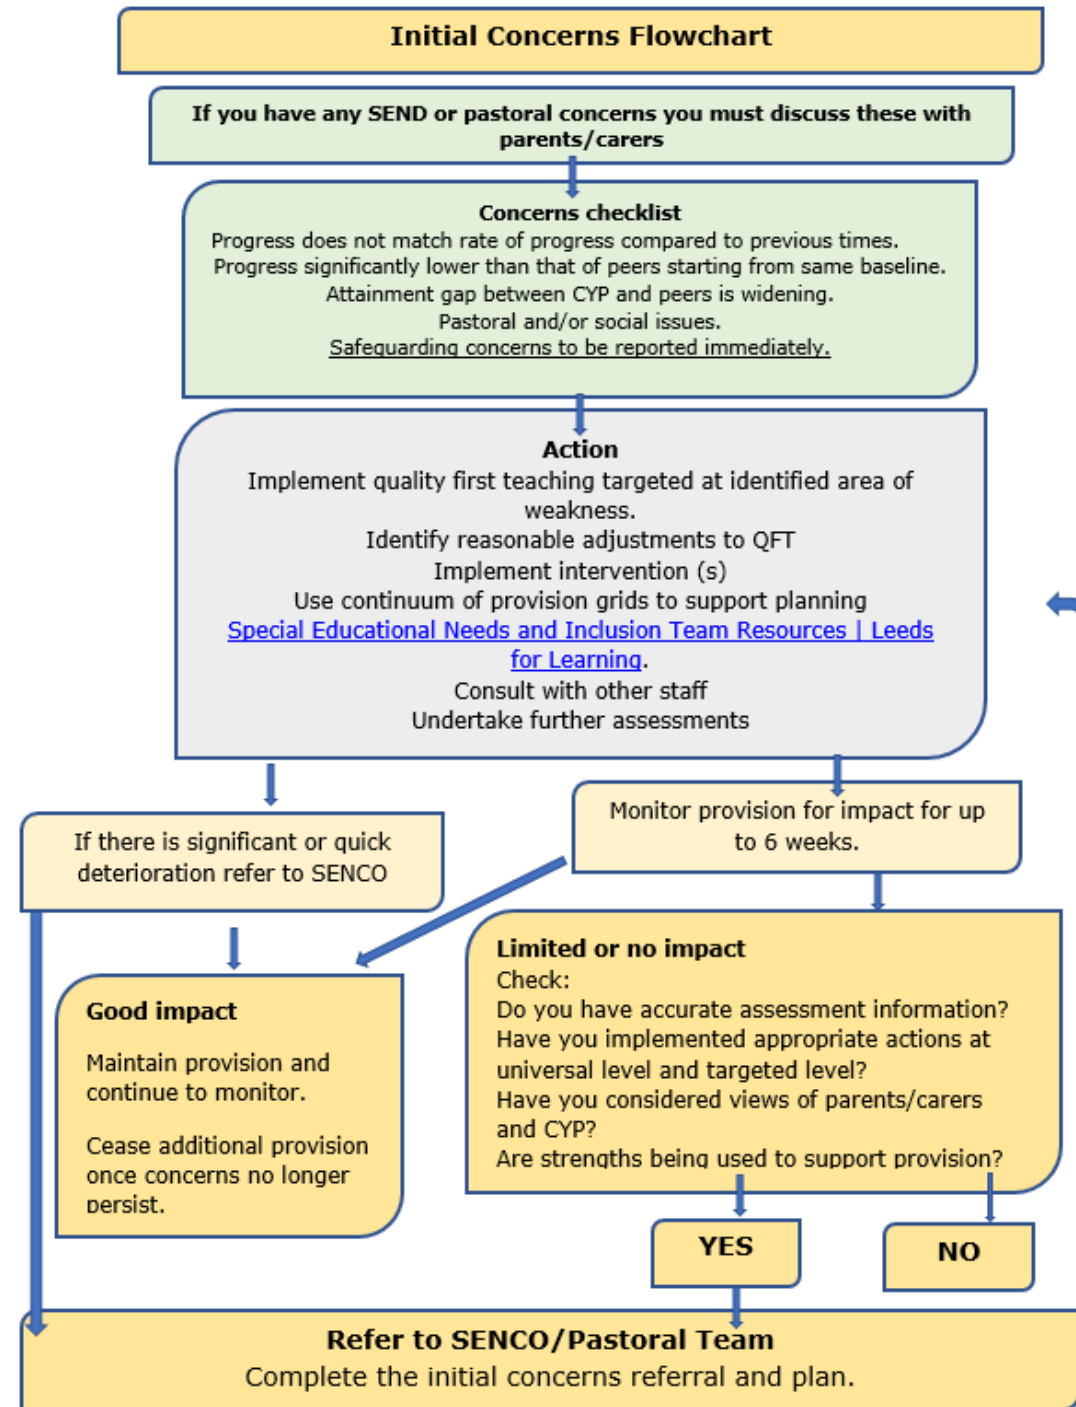 Initial Concerns Flowchart
If you have any SEND or pastoral concerns you must discuss these with
parents/carers
Concerns checklist
Progress does not match rate of progress compared to previous times.
Progress significantly lower than that of peers starting from same baseline.
Attainment gap between CYP and peers is widening.
Pastoral and/or social issues.
Safeguarding concerns to be reported immediately.
Action
Implement quality first teaching targeted at identified area of
weakness.
Identify reasonable adjustments to QFT
Implement intervention (s)
Use continuum of provision grids to support planning
Special Educational Needs and Inclusion Team Resources | Leeds
for Learning.
Consult with other staff
Undertake further assessments
If there is significant or quick
deterioration refer to SENCO
Monitor provision for impact for up
to 6 weeks.
Good impact
Maintain provision and
continue to monitor.
Cease additional provision
once concerns no longer
persist.
Limited or no impact
Check:
Do you have accurate assessment information?
Have you implemented appropriate actions at
universal level and targeted level?
Have you considered views of parents/carers
and CYP?
Are strengths being used to support provision?
YES
NO
Refer to SENCO/Pastoral Team
Complete the initial concerns referral and plan.